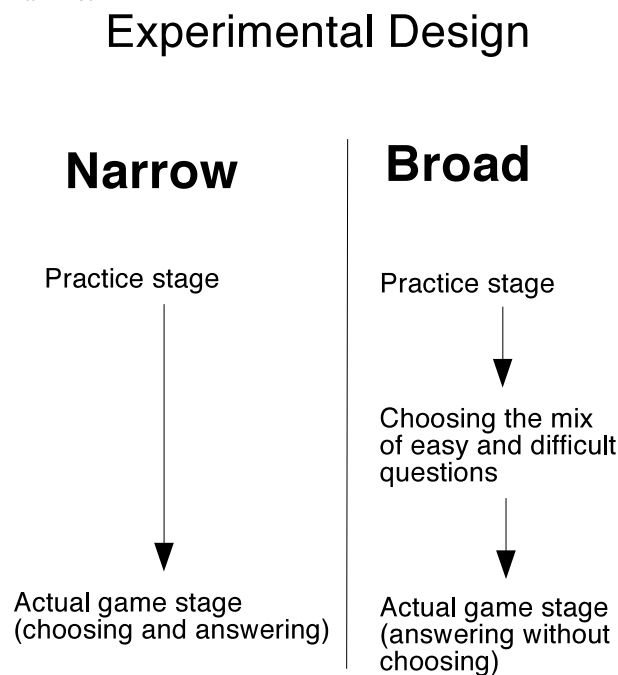 Experimental Design
Narrow
Practice stage
Actual game stage
(choosing and answering)
Broad
Practice stage
Choosing the mix
of easy and difficult
questions
Actual game stage
(answering without
choosing)